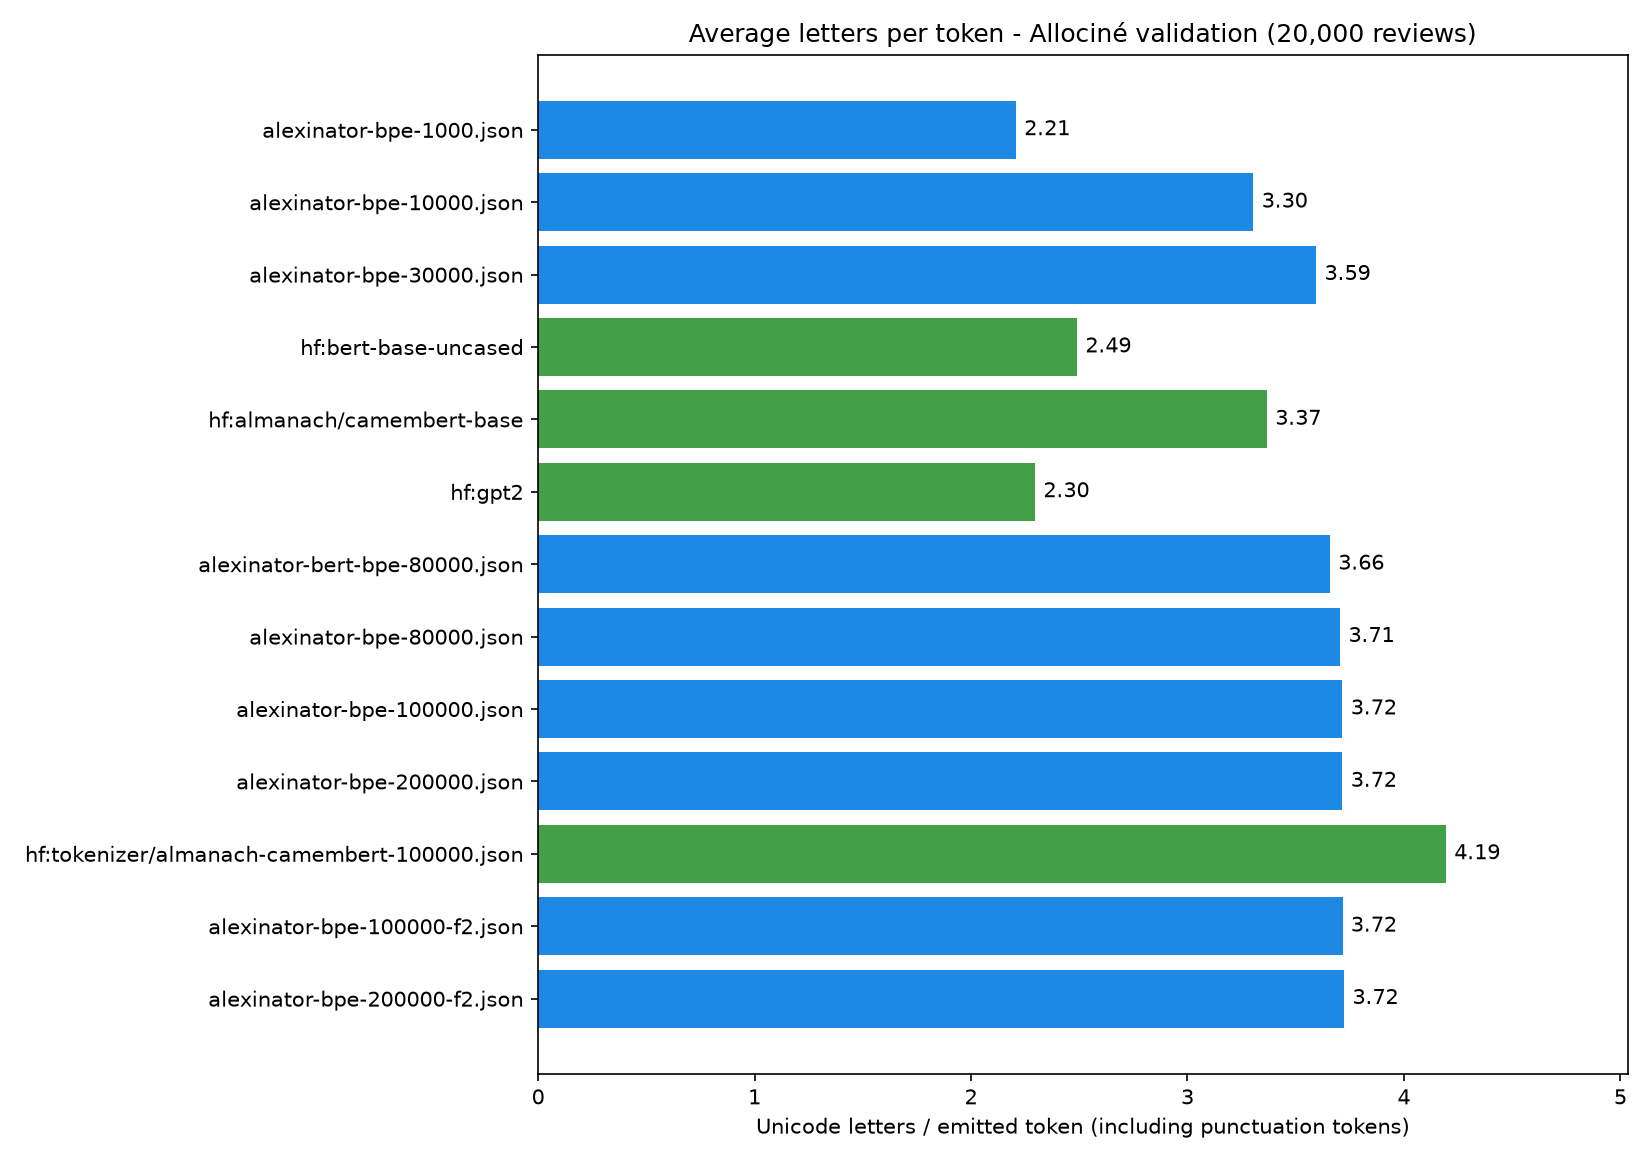 Average letters per token - Allociné validation (20,000 reviews)
alexinator-bpe-1000.json 2.21
alexinator-bpe-10000.json 3.30
alexinator-bpe-30000.json 3.59
hf:bert-base-uncased 2.49
hf:almanach/camembert-base 3.37
hf:gpt2 2.30
alexinator-bert-bpe-80000.json 3.66
alexinator-bpe-80000.json 3.71
alexinator-bpe-100000.json 3.72
alexinator-bpe-200000.json 3.72
hf:tokenizer/almanach-camembert-100000.json 4.19
alexinator-bpe-100000-f2.json 3.72
alexinator-bpe-200000-f2.json 3.72
0 1 2 3 4 5
Unicode letters / emitted token (including punctuation tokens)